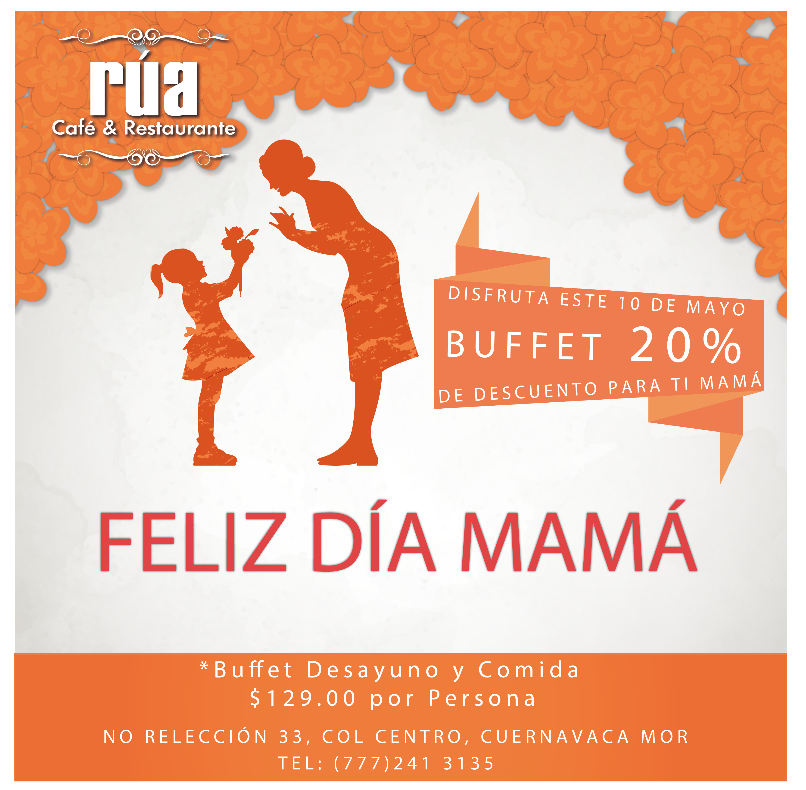 rúa
Café & Restaurante
DISFRUTA ESTE 10 DE MAYO
BUFFET 20%
DE DESCUENTO PARA TI MAMÁ
FELIZ DÍA MAMÁ
*Buffet Desayuno y Comida
$129.00 por Persona
NO RELECCIÓN 33, COL CENTRO, CUERNAVACA MOR
TEL: (777)241 3135